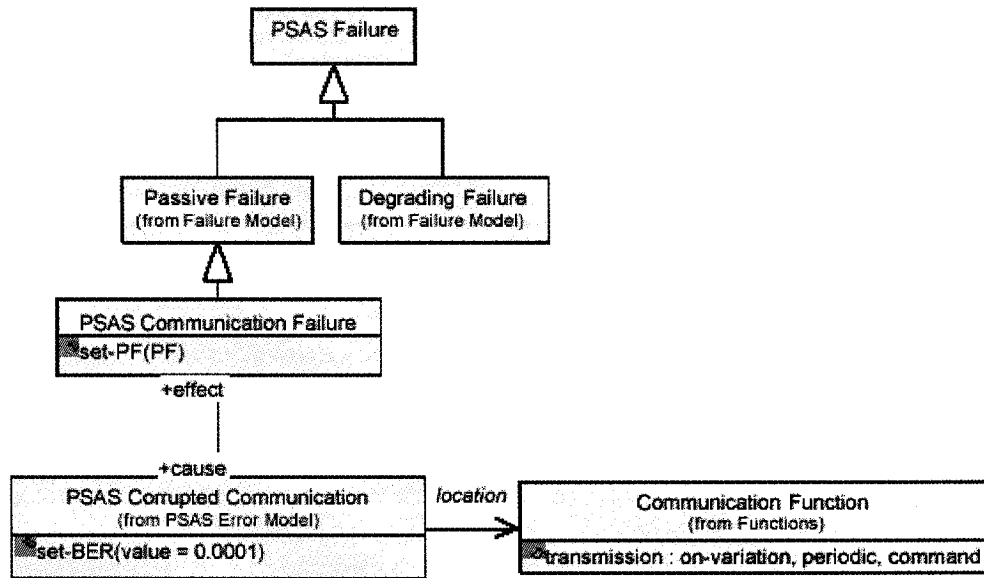 PSAS Failure
Passive Failure
(from Failure Model)
Degrading Failure
(from Failure Model)
PSAS Communication Failure
set-PF(PF)
+effect
+cause
PSAS Corrupted Communication
(from PSAS Error Model)
set-BER(value = 0.0001)
location
Communication Function
(from Functions)
transmission : on-variation, periodic, command